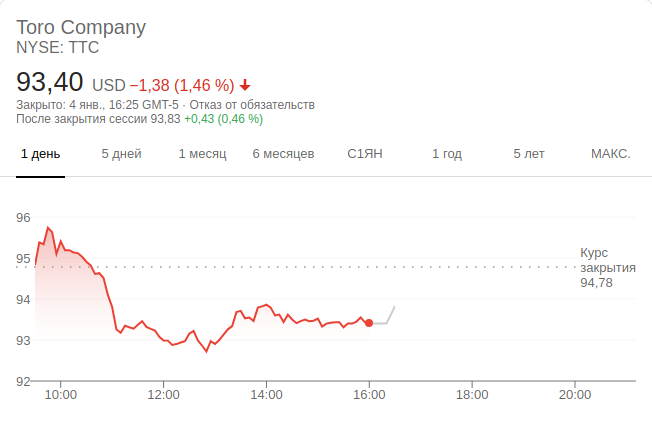 Toro Company
NYSE: TTC
93,40 USD −1,38 (1,46 %)
Закрыто: 4 янв., 16:25 GMT-5 · Отказ от обязательств
После закрытия сессии 93,83 +0,43 (0,46 %)
1 день 5 дней 1 месяц 6 месяцев С1ЯН 1 год 5 лет МАКС.
96
95
94
93
92
Курс
закрытия
94,78
10:00 12:00 14:00 16:00 18:00 20:00